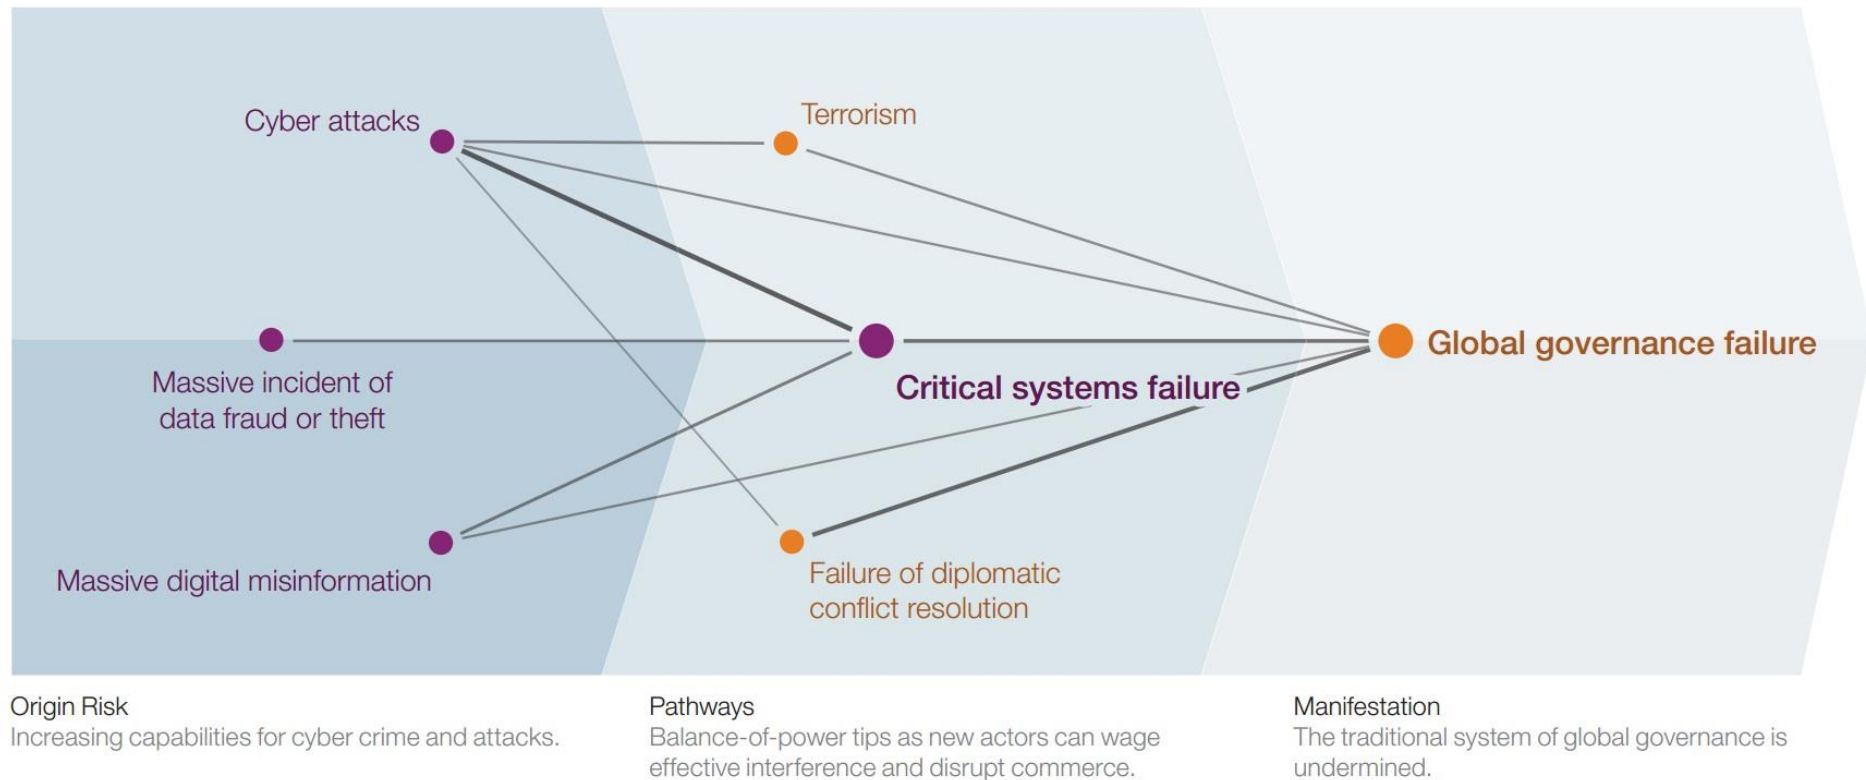 Cyber attacks
Terrorism
Massive incident of
data fraud or theft
Critical systems failure
Global governance failure
Massive digital misinformation
Failure of diplomatic
conflict resolution
Origin Risk
Increasing capabilities for cyber crime and attacks.
Pathways
Balance-of-power tips as new actors can wage
effective interference and disrupt commerce.
Manifestation
The traditional system of global governance is
undermined.